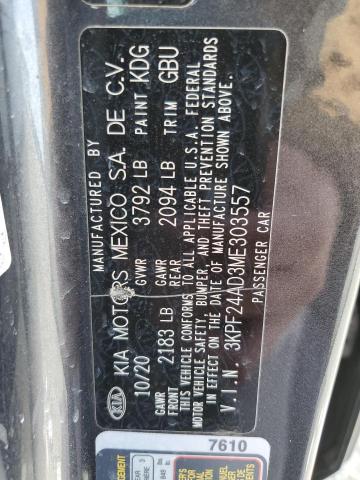 MANUFACTURED BY
KIA KIA MOTORS MEXICO S.A. DE C.V.
10/20 GVWR 3792 LB PAINT KDG
GAWR FRONT 2183 LB GAWR REAR 2094 LB TRIM GBU
THIS VEHICLE CONFORMS TO ALL APPLICABLE U.S.A. FEDERAL
MOTOR VEHICLE SAFETY, BUMPER, AND THEFT PREVENTION STANDARDS
IN EFFECT ON THE DATE OF MANUFACTURE SHOWN ABOVE.
V.I.N. 3KPF24AD3ME303557
PASSENGER CAR
7610